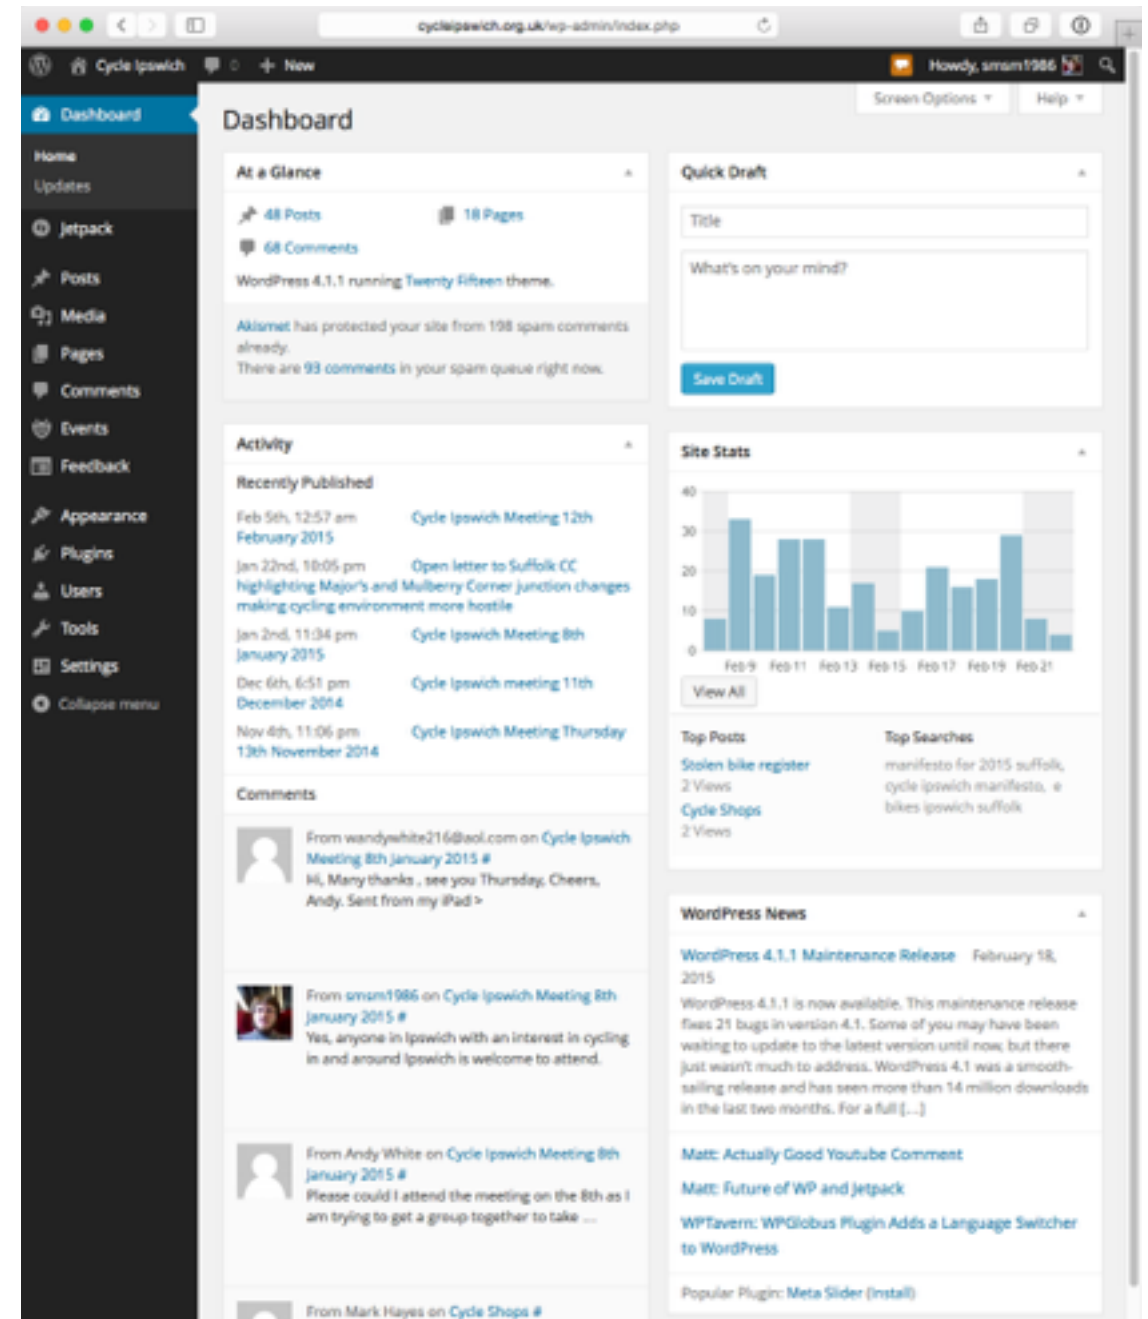 cycleipswich.org.uk/wp-admin/index.php
Cycle Ipswich
0
New
Howdy, smsm1986
Screen Options
Help
Dashboard
Home
Updates
Jetpack
Posts
Media
Pages
Comments
Events
Feedback
Appearance
Plugins
Users
Tools
Settings
Collapse menu
Dashboard
At a Glance
48 Posts
18 Pages
68 Comments
WordPress 4.1.1 running Twenty Fifteen theme.
Akismet has protected your site from 198 spam comments
already.
There are 93 comments in your spam queue right now.
Activity
Recently Published
Feb 5th, 12:57 am Cycle Ipswich Meeting 12th
February 2015
Jan 22nd, 10:05 pm Open letter to Suffolk CC
highlighting Major's and Mulberry Corner junction changes
making cycling environment more hostile
Jan 2nd, 11:34 pm Cycle Ipswich Meeting 8th
January 2015
Dec 6th, 6:51 pm Cycle Ipswich meeting 11th
December 2014
Nov 4th, 11:06 pm Cycle Ipswich Meeting Thursday
13th November 2014
Comments
From wandywhite216@aol.com on Cycle Ipswich
Meeting 8th January 2015 #
Hi, Many thanks , see you Thursday, Cheers,
Andy. Sent from my iPad >
From smsm1986 on Cycle Ipswich Meeting 8th
January 2015 #
Yes, anyone in Ipswich with an interest in cycling
in and around Ipswich is welcome to attend.
From Andy White on Cycle Ipswich Meeting 8th
January 2015 #
Please could I attend the meeting on the 8th as I
am trying to get a group together to take ...
From Mark Hayes on Cycle Shops #
Quick Draft
Title
What's on your mind?
Save Draft
Site Stats
40
30
20
10
0
Feb 9 Feb 11 Feb 13 Feb 15 Feb 17 Feb 19 Feb 21
View All
Top Posts
Stolen bike register
2 Views
Cycle Shops
2 Views
Top Searches
manifesto for 2015 suffolk,
cycle ipswich manifesto, e
bikes ipswich suffolk
WordPress News
WordPress 4.1.1 Maintenance Release February 18,
2015
WordPress 4.1.1 is now available. This maintenance release
fixes 21 bugs in version 4.1. Some of you may have been
waiting to update to the latest version until now, but there
just wasn't much to address. WordPress 4.1 was a smooth-
sailing release and has seen more than 14 million downloads
in the last two months. For a full [...]
Matt: Actually Good Youtube Comment
Matt: Future of WP and Jetpack
WPTavern: WPGlobus Plugin Adds a Language Switcher
to WordPress
Popular Plugin: Meta Slider (Install)